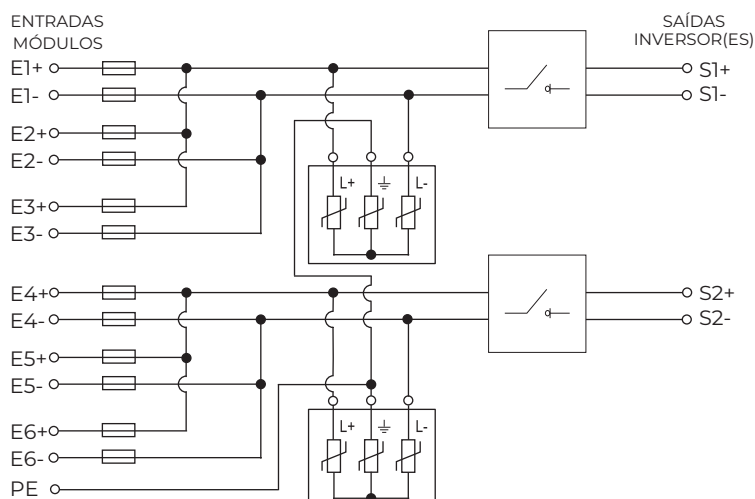 ENTRADAS
MÓDULOS
SAÍDAS
INVERSOR(ES)
E1+
S1+
E1-
S1-
E2+
E2-
L+
L-
E3+
E3-
E4+
S2+
E4-
S2-
E5+
E5-
L+
L-
E6+
E6-
PE